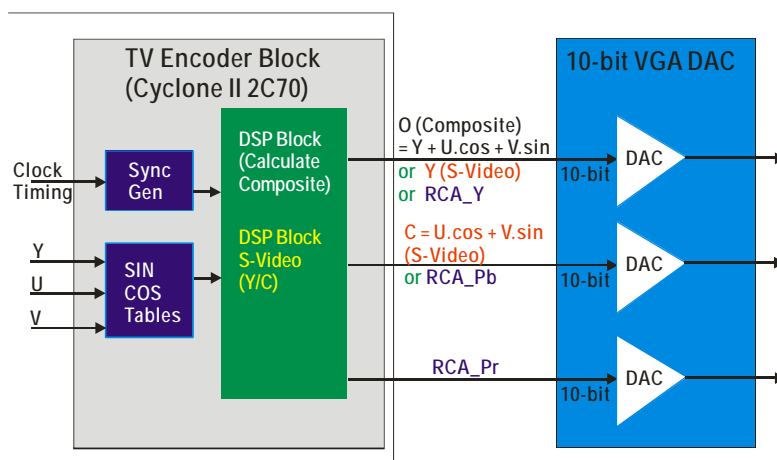 TV Encoder Block
(Cyclone II 2C70)
10-bit VGA DAC
Clock
Timing
Sync
Gen
Y
U
V
SIN
COS
Tables
DSP Block
(Calculate
Composite)
DSP Block
S-Video
(Y/C)
O (Composite)
= Y + U.cos + V.sin
or Y (S-Video)
or RCA_Y
10-bit
DAC
C = U.cos + V.sin
(S-Video)
or RCA_Pb
10-bit
DAC
RCA_Pr
10-bit
DAC